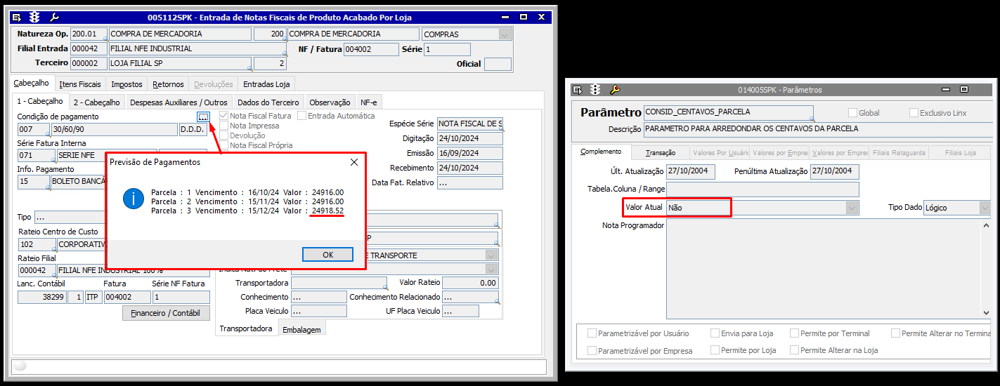 005112SPK - Entrada de Notas Fiscais de Produto Acabado Por Loja
Natureza Op. 200.01 COMPRA DE MERCADORIA 200 COMPRA DE MERCADORIA COMPRAS
Filial Entrada 000042 FILIAL NFE INDUSTRIAL NF / Fatura 004002 Série 1
Terceiro 000002 LOJA FILIAL SP 2 Oficial
Cabeçalho Itens Fiscais Impostos Retornos Devoluções Entradas Loja
1 - Cabeçalho 2 - Cabeçalho Despesas Auxiliares / Outros Dados do Terceiro Observação NF-e
Condição de pagamento ... Nota Fiscal Fatura Entrada Automática
007 30/60/90 D.D.D. Nota Impressa Espécie Série NOTA FISCAL DE S
Devolução Digitação 24/10/2024
Série Fatura Interna Nota Fiscal Própria
071 SERIE NFE Emissão 16/09/2024
Info. Pagamento Recebimento 24/10/2024
15 BOLETO BANCÁ Data Fat. Relativo ...
Previsão de Pagamentos
Parcela : 1 Vencimento : 16/10/24 Valor : 24916.00
Parcela : 2 Vencimento : 15/11/24 Valor : 24916.00
Parcela : 3 Vencimento : 15/12/24 Valor : 24918.52
OK
Tipo ...
Rateio Centro de Custo
102 CORPORATIV P
Rateio Filial E TRANSPORTE
000042 FILIAL NFE INDUSTRIAL 100%
Lanc. Contábil Fatura Série NF Fatura Transportadora Valor Rateio 0.00
38299 1 ITP 004002 1 Conhecimento ... Conhecimento Relacionado ...
Financeiro / Contábil Placa Veiculo ... UF Placa Veiculo ...
Transportadora Embalagem
014005SPK - Parâmetros
Parâmetro CONSID_CENTAVOS_PARCELA Global Exclusivo Linx
Descrição PARAMETRO PARA ARREDONDAR OS CENTAVOS DA PARCELA
Complemento Transação Valores Por Usuári Valores por Empres Valores por Empres Filiais Retaguarda Filiais Loja
Últ. Atualização 27/10/2004 Penúltima Atualização 27/10/2004
Tabela.Coluna / Range
Valor Atual Não Tipo Dado Lógico
Nota Programador
Parametrizável por Usuário Envia para Loja Permite por Terminal Permite Alterar no Termina
Parametrizável por Empresa Permite por Loja Permite Alterar na Loja